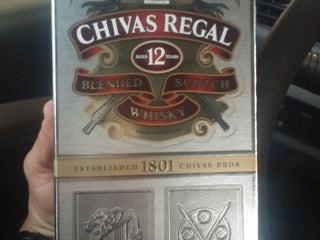 CHIVAS REGAL
AGED 12 YEARS
BLENDED SCOTCH
WHISKY
ESTABLISHED 1801 CHIVAS BROS